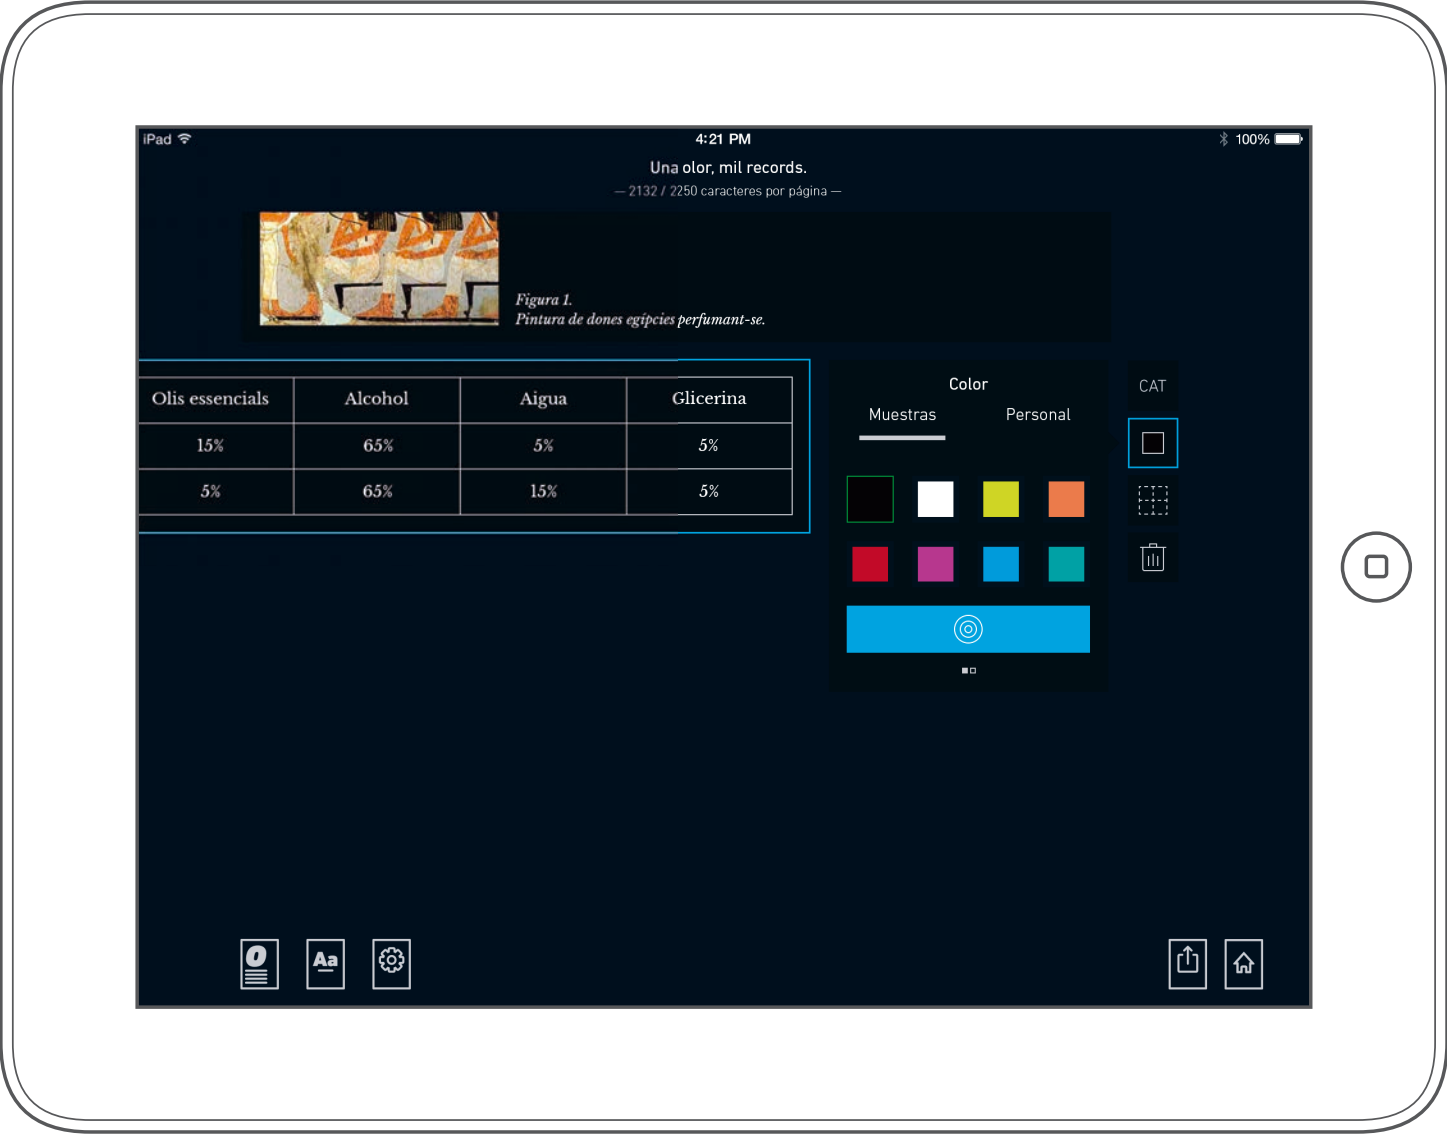 iPad 4:21 PM 100%
Una olor, mil records.
— 2132 / 2250 caracteres por página —
Figura 1.
Pintura de dones egípcies perfumant-se.
Olis essencials Alcohol Aigua Glicerina
15% 65% 5% 5%
5% 65% 15% 5%
Color
Muestras Personal
CAT
O
Aa